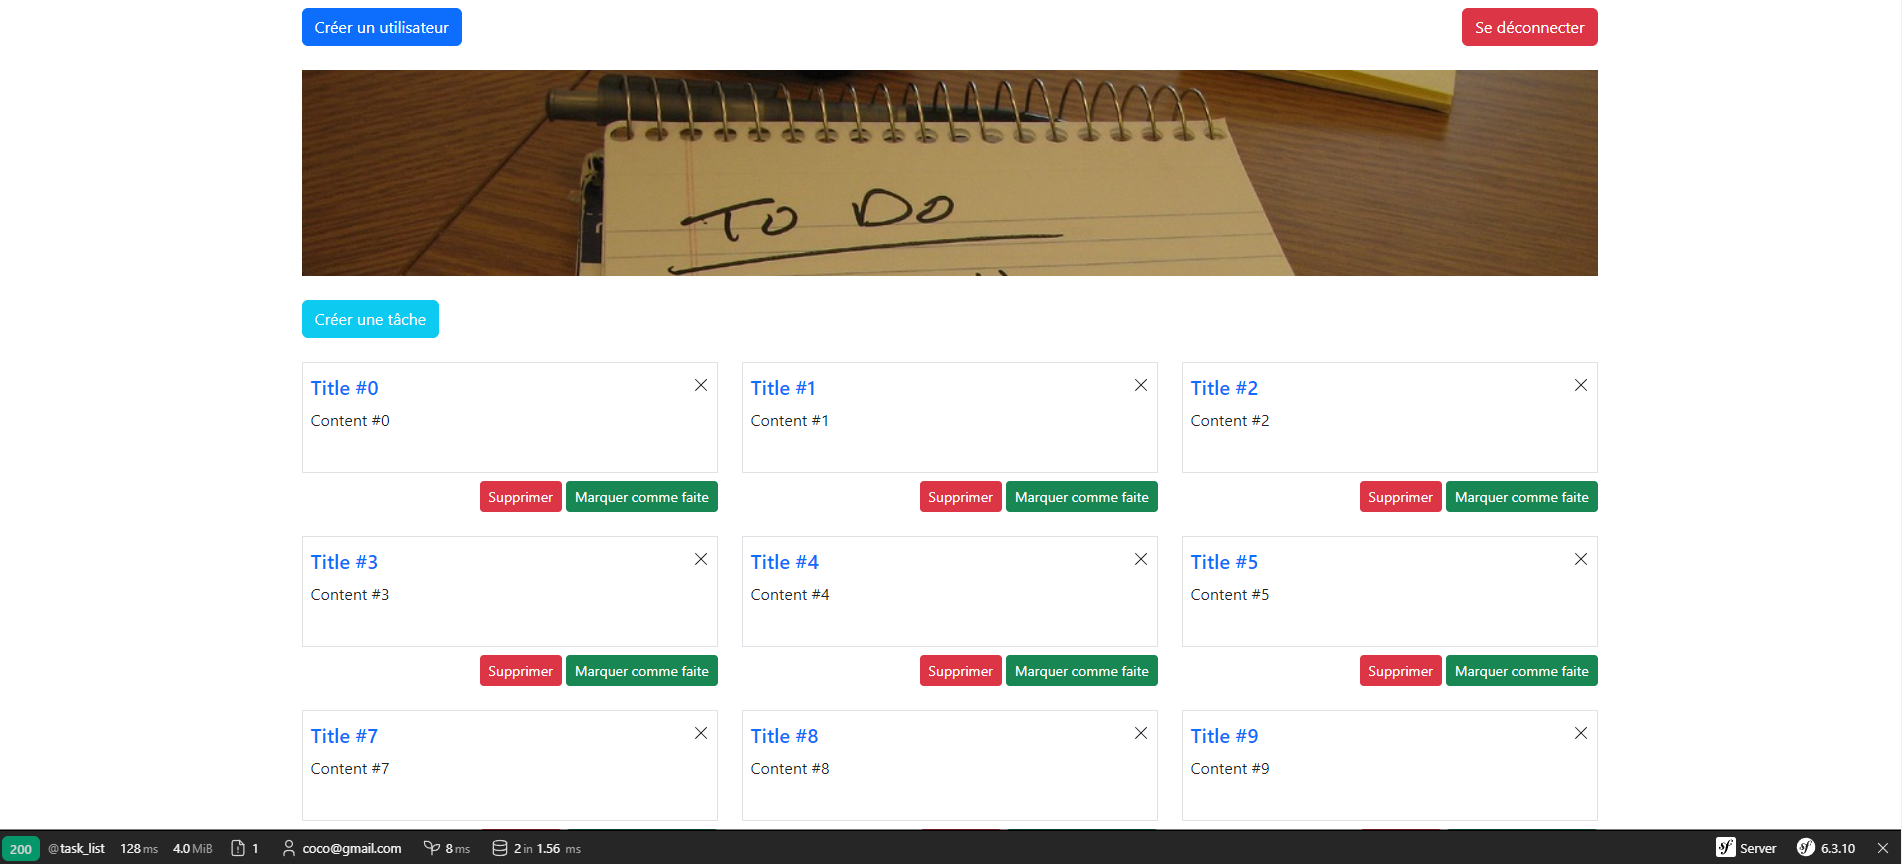 Créer un utilisateur
Se déconnecter
To Do
Créer une tâche
Title #0
Content #0
Supprimer Marquer comme faite
Title #1
Content #1
Supprimer Marquer comme faite
Title #2
Content #2
Supprimer Marquer comme faite
Title #3
Content #3
Supprimer Marquer comme faite
Title #4
Content #4
Supprimer Marquer comme faite
Title #5
Content #5
Supprimer Marquer comme faite
Title #7
Content #7
Title #8
Content #8
Title #9
Content #9
200 @task_list 128 ms 4.0 MiB 1 coco@gmail.com 8 ms 2 in 1.56 ms sf Server sf 6.3.10